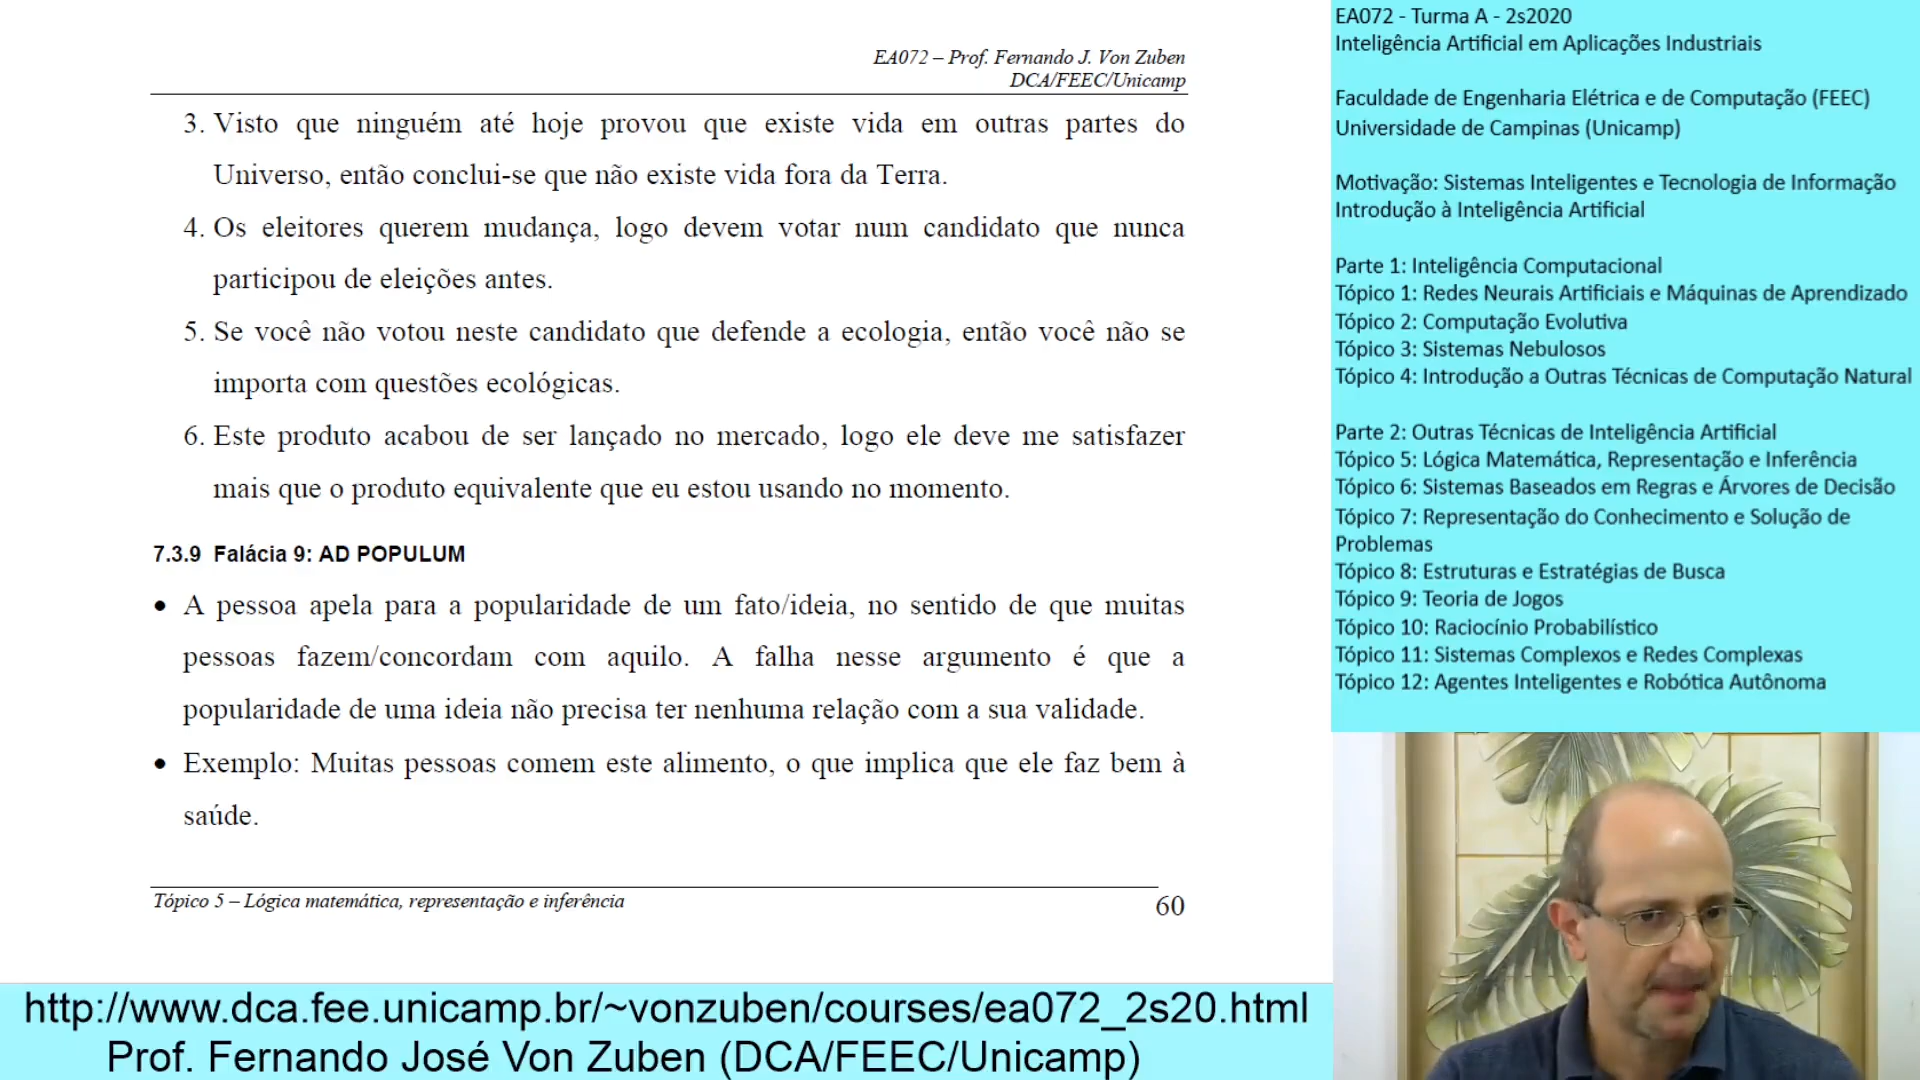 EA072 – Prof. Fernando J. Von Zuben
DCA/FEEC/Unicamp
3. Visto que ninguém até hoje provou que existe vida em outras partes do
Universo, então conclui-se que não existe vida fora da Terra.
4. Os eleitores querem mudança, logo devem votar num candidato que nunca
participou de eleições antes.
5. Se você não votou neste candidato que defende a ecologia, então você não se
importa com questões ecológicas.
6. Este produto acabou de ser lançado no mercado, logo ele deve me satisfazer
mais que o produto equivalente que eu estou usando no momento.
7.3.9 Falácia 9: AD POPULUM
• A pessoa apela para a popularidade de um fato/ideia, no sentido de que muitas
pessoas fazem/concordam com aquilo. A falha nesse argumento é que a
popularidade de uma ideia não precisa ter nenhuma relação com a sua validade.
• Exemplo: Muitas pessoas comem este alimento, o que implica que ele faz bem à
saúde.
Tópico 5 – Lógica matemática, representação e inferência
60
http://www.dca.fee.unicamp.br/~vonzuben/courses/ea072_2s20.html
Prof. Fernando José Von Zuben (DCA/FEEC/Unicamp)
EA072 - Turma A - 2s2020
Inteligência Artificial em Aplicações Industriais
Faculdade de Engenharia Elétrica e de Computação (FEEC)
Universidade de Campinas (Unicamp)
Motivação: Sistemas Inteligentes e Tecnologia de Informação
Introdução à Inteligência Artificial
Parte 1: Inteligência Computacional
Tópico 1: Redes Neurais Artificiais e Máquinas de Aprendizado
Tópico 2: Computação Evolutiva
Tópico 3: Sistemas Nebulosos
Tópico 4: Introdução a Outras Técnicas de Computação Natural
Parte 2: Outras Técnicas de Inteligência Artificial
Tópico 5: Lógica Matemática, Representação e Inferência
Tópico 6: Sistemas Baseados em Regras e Árvores de Decisão
Tópico 7: Representação do Conhecimento e Solução de
Problemas
Tópico 8: Estruturas e Estratégias de Busca
Tópico 9: Teoria de Jogos
Tópico 10: Raciocínio Probabilístico
Tópico 11: Sistemas Complexos e Redes Complexas
Tópico 12: Agentes Inteligentes e Robótica Autônoma